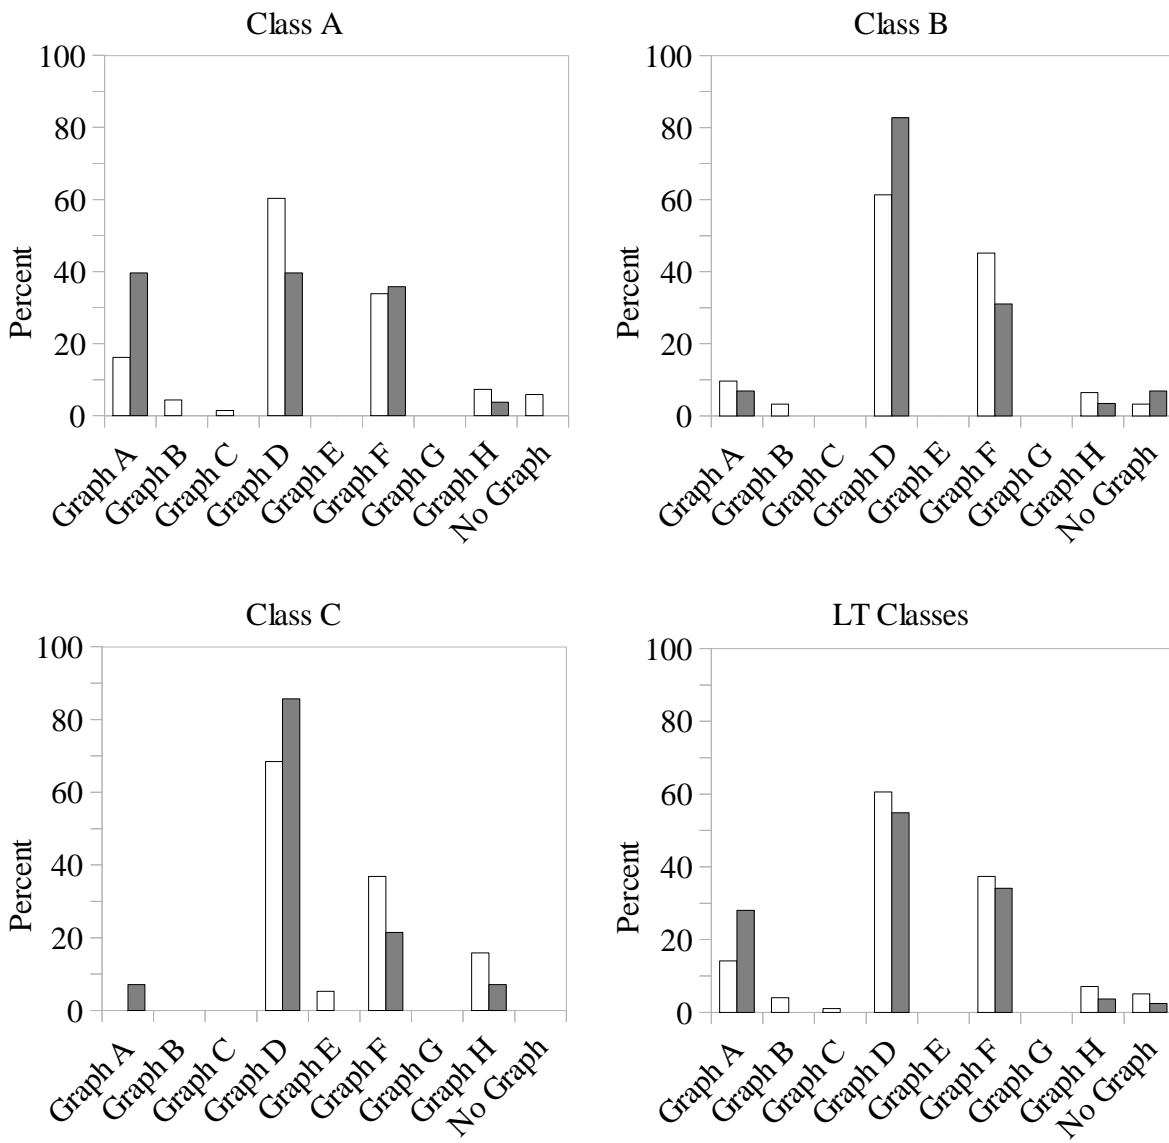 Class A
100
80
60
40
20
0
Percent
Graph A
Graph B
Graph C
Graph D
Graph E
Graph F
Graph G
Graph H
No Graph
Class B
100
80
60
40
20
0
Percent
Graph A
Graph B
Graph C
Graph D
Graph E
Graph F
Graph G
Graph H
No Graph
Class C
100
80
60
40
20
0
Percent
Graph A
Graph B
Graph C
Graph D
Graph E
Graph F
Graph G
Graph H
No Graph
LT Classes
100
80
60
40
20
0
Percent
Graph A
Graph B
Graph C
Graph D
Graph E
Graph F
Graph G
Graph H
No Graph